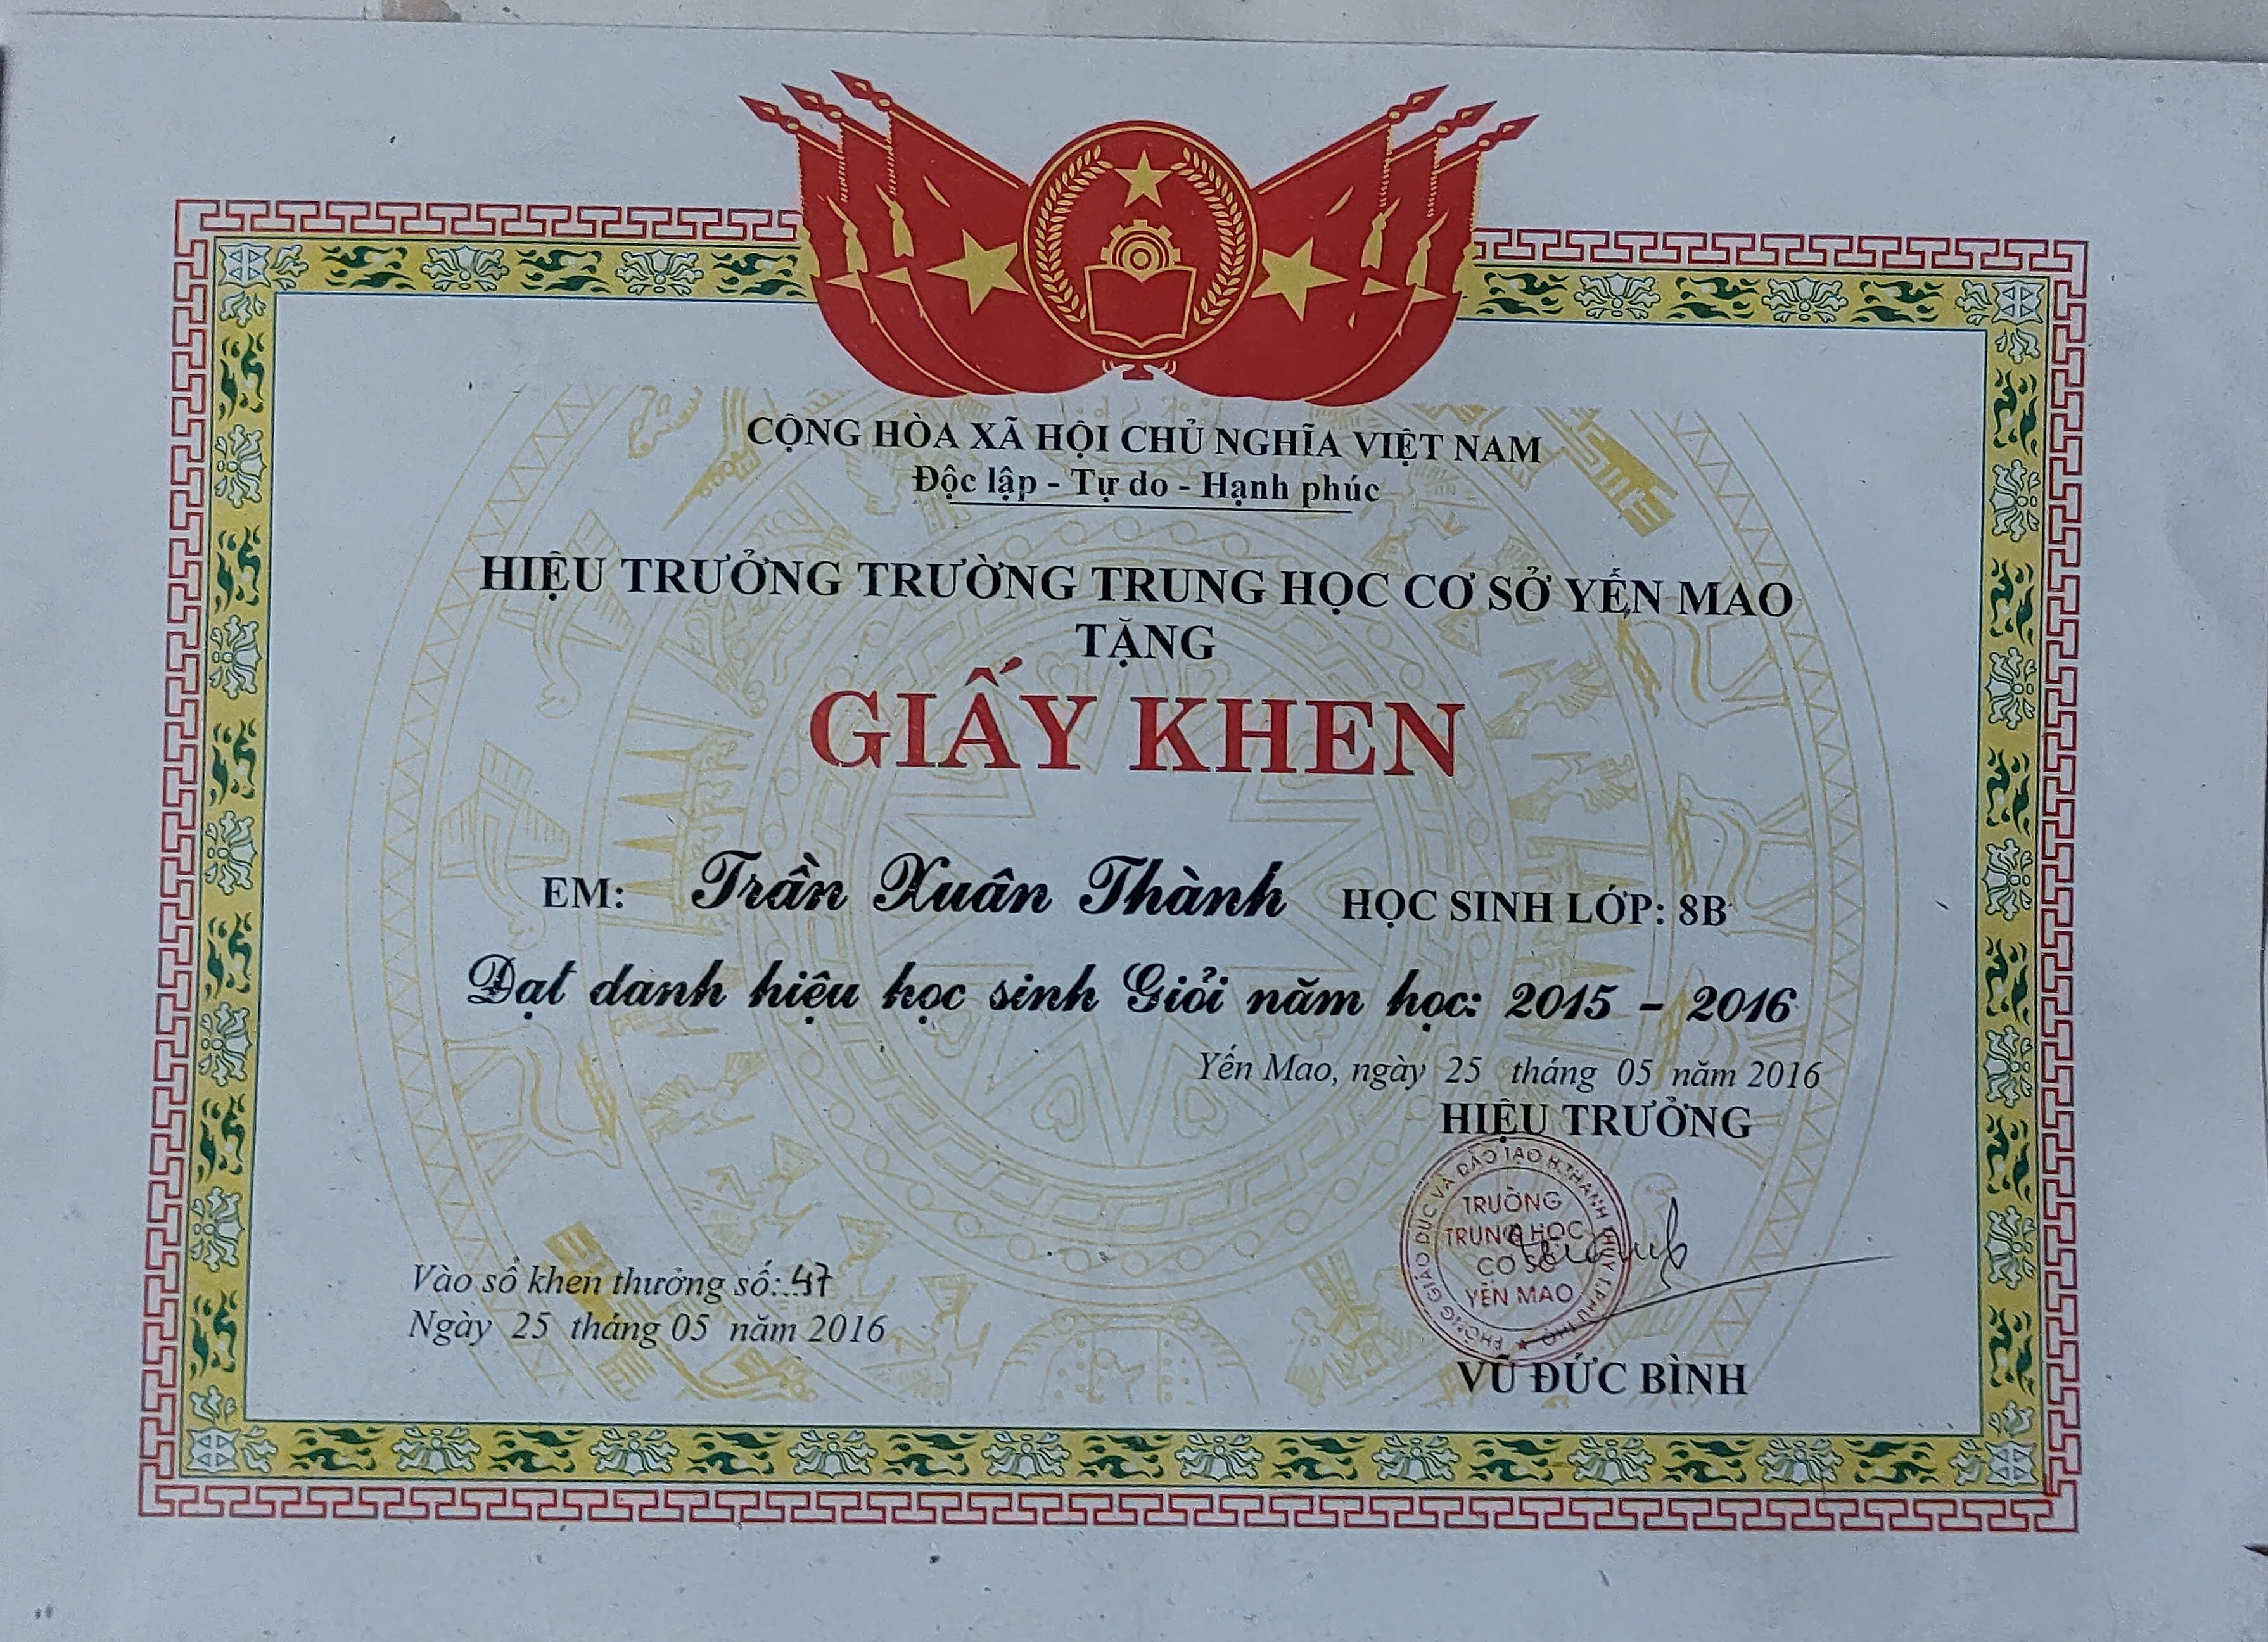 CỘNG HÒA XÃ HỘI CHỦ NGHĨA VIỆT NAM
Độc lập - Tự do - Hạnh phúc
HIỆU TRƯỞNG TRƯỜNG TRUNG HỌC CƠ SỞ YẾN MAO
TẶNG
GIẤY KHEN
EM: Trần Xuân Thành HỌC SINH LỚP: 8B
Đạt danh hiệu học sinh Giỏi năm học: 2015 - 2016
Yến Mao, ngày 25 tháng 05 năm 2016
HIỆU TRƯỞNG
PHÒNG GIÁO DỤC VÀ ĐÀO TẠO H.THANH THỦY T.PHÚ THỌ
TRƯỜNG
TRUNG HỌC
CƠ SỞ
YẾN MAO
Vào sổ khen thưởng số:..47
Ngày 25 tháng 05 năm 2016
VŨ ĐỨC BÌNH